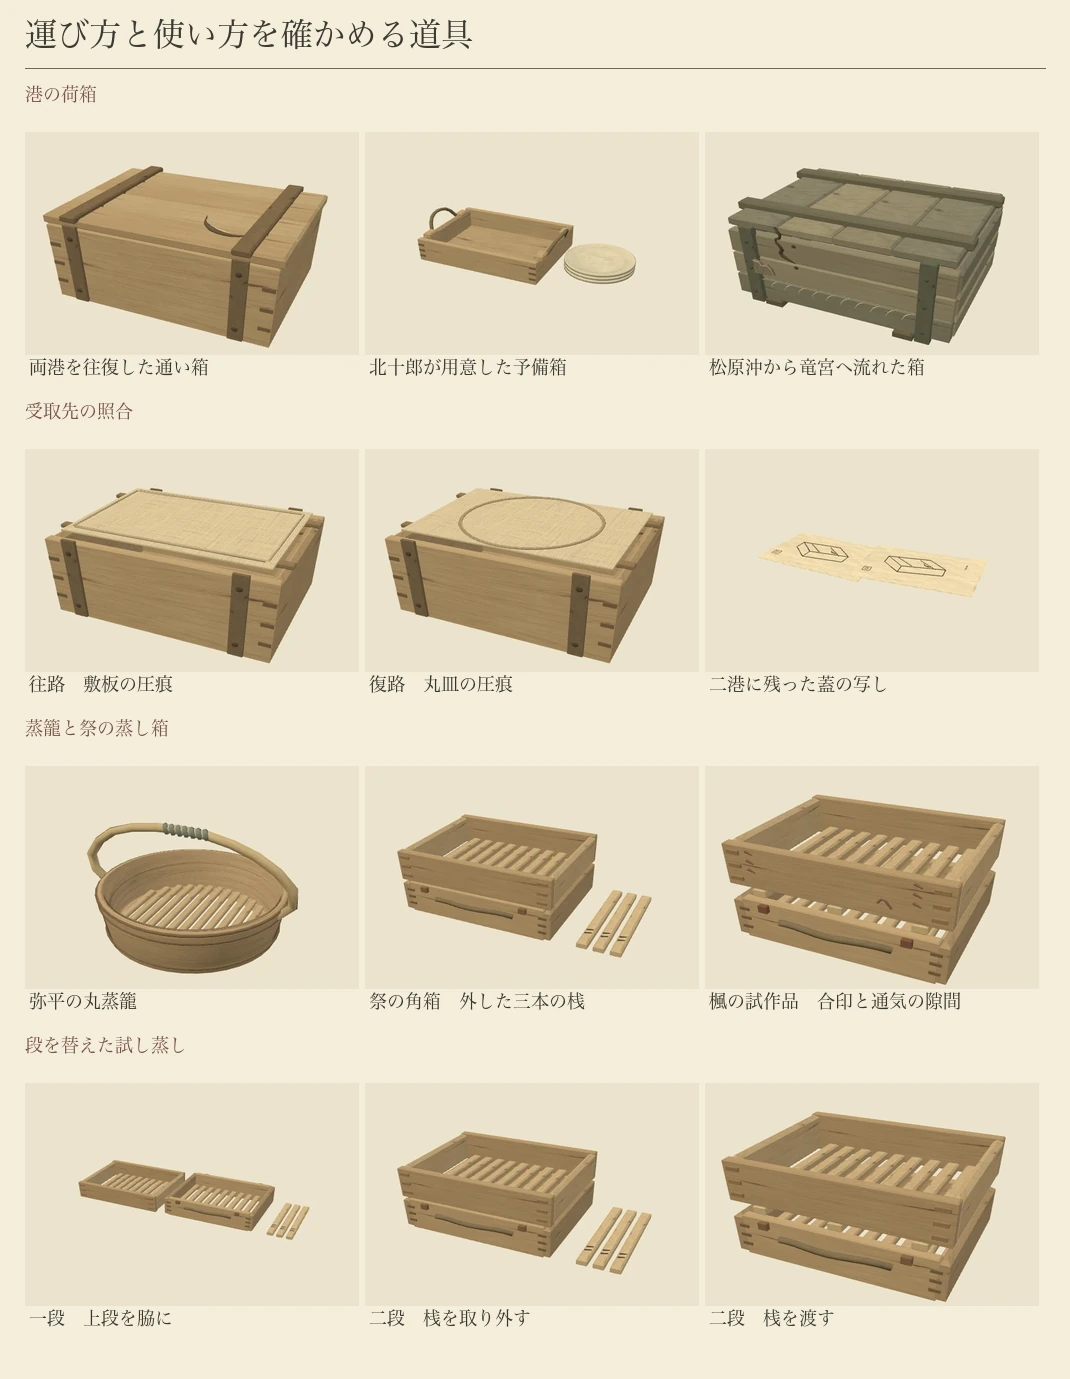 運び方と使い方を確かめる道具
港の荷箱
両港を往復した通い箱
北十郎が用意した予備箱
松原沖から竜宮へ流れた箱
受取先の照合
往路　敷板の圧痕
復路　丸皿の圧痕
二港に残った蓋の写し
蒸籠と祭の蒸し箱
弥平の丸蒸籠
祭の角箱　外した三本の桟
楓の試作品　合印と通気の隙間
段を替えた試し蒸し
一段　上段を脇に
二段　桟を取り外す
二段　桟を渡す